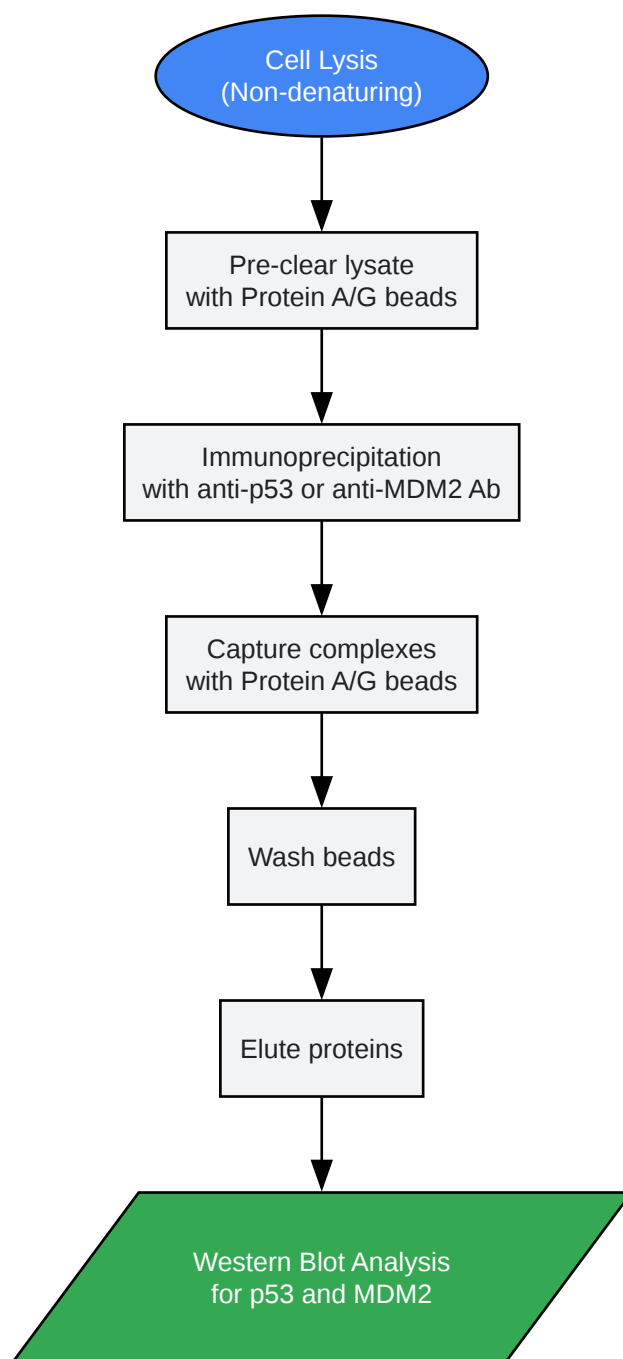 Cell Lysis
(Non-denaturing)
Pre-clear lysate
with Protein A/G beads
Immunoprecipitation
with anti-p53 or anti-MDM2 Ab
Capture complexes
with Protein A/G beads
Wash beads
Elute proteins
Western Blot Analysis
for p53 and MDM2